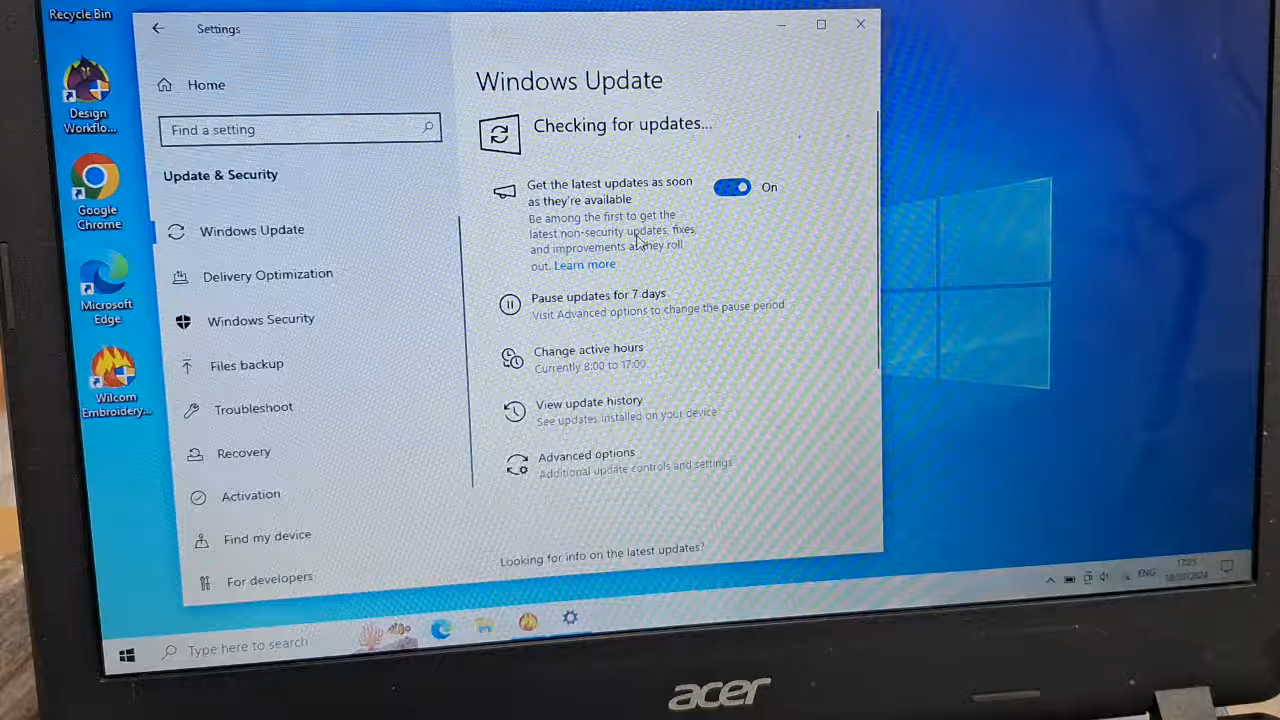 Recycle Bin
Design
Workflo...
Google
Chrome
Microsoft
Edge
Wilcom
Embroidery...
Settings
Home
Find a setting
Update & Security
Windows Update
Delivery Optimization
Windows Security
Files backup
Troubleshoot
Recovery
Activation
Find my device
For developers
Windows Update
Checking for updates...
Get the latest updates as soon
as they're available
On
Be among the first to get the
latest non-security updates, fixes,
and improvements as they roll
out. Learn more
Pause updates for 7 days
Visit Advanced options to change the pause period
Change active hours
Currently 8:00 to 17:00
View update history
See updates installed on your device
Advanced options
Additional update controls and settings
Looking for info on the latest updates?
Type here to search
ENG
acer